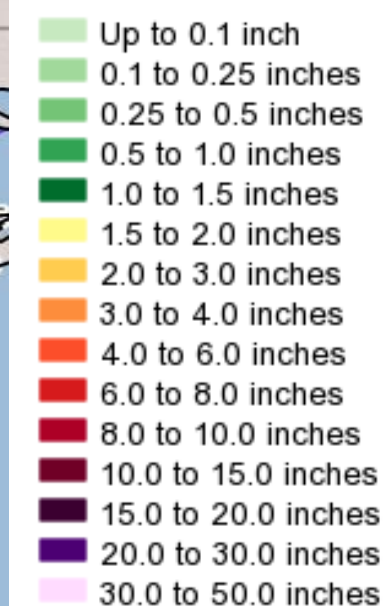 Up to 0.1 inch
0.1 to 0.25 inches
0.25 to 0.5 inches
0.5 to 1.0 inches
1.0 to 1.5 inches
1.5 to 2.0 inches
2.0 to 3.0 inches
3.0 to 4.0 inches
4.0 to 6.0 inches
6.0 to 8.0 inches
8.0 to 10.0 inches
10.0 to 15.0 inches
15.0 to 20.0 inches
20.0 to 30.0 inches
30.0 to 50.0 inches